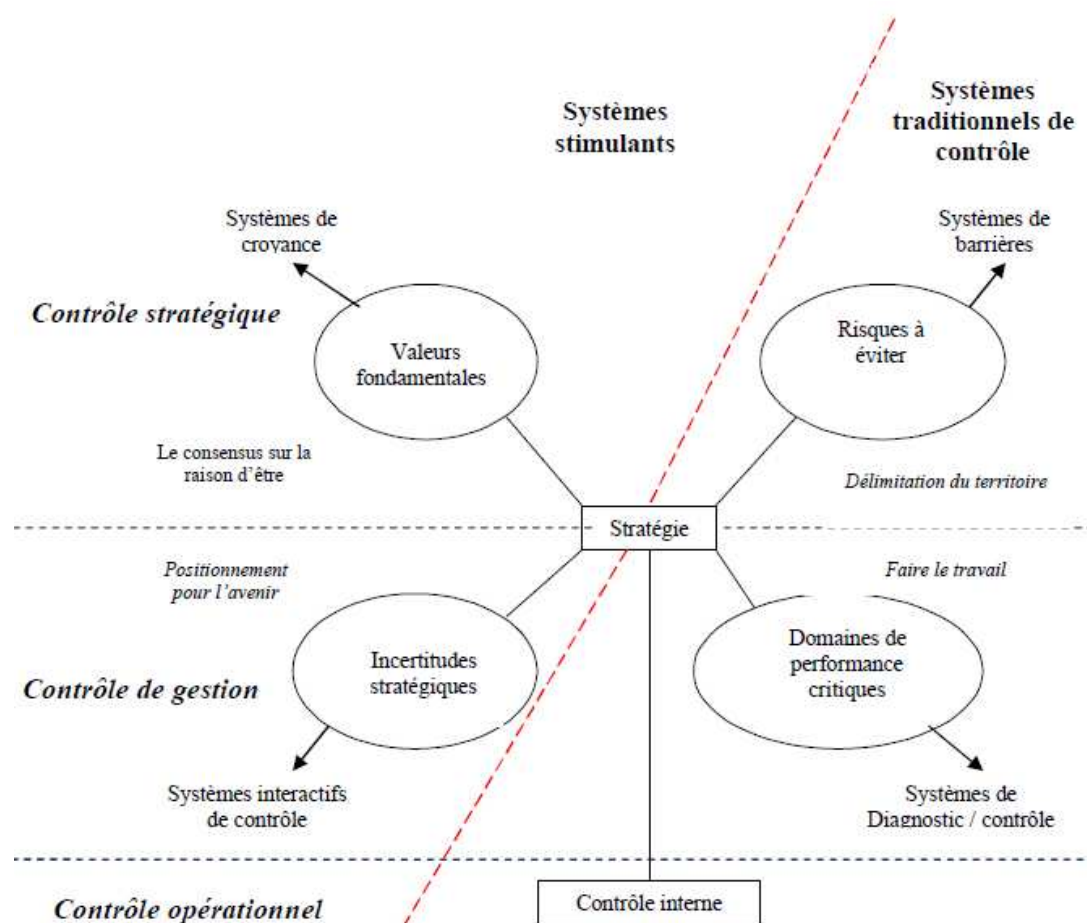 Systèmes
stimulants
Systèmes
traditionnels de
contrôle
Systèmes de
croyance
Systèmes de
barrières
Contrôle stratégique
Valeurs
fondamentales
Risques à
éviter
Le consensus sur la
raison d’être
Délimitation du territoire
Stratégie
Positionnement
pour l’avenir
Faire le travail
Contrôle de gestion
Incertitudes
stratégiques
Domaines de
performance
critiques
Systèmes interactifs
de contrôle
Systèmes de
Diagnostic / contrôle
Contrôle opérationnel
Contrôle interne